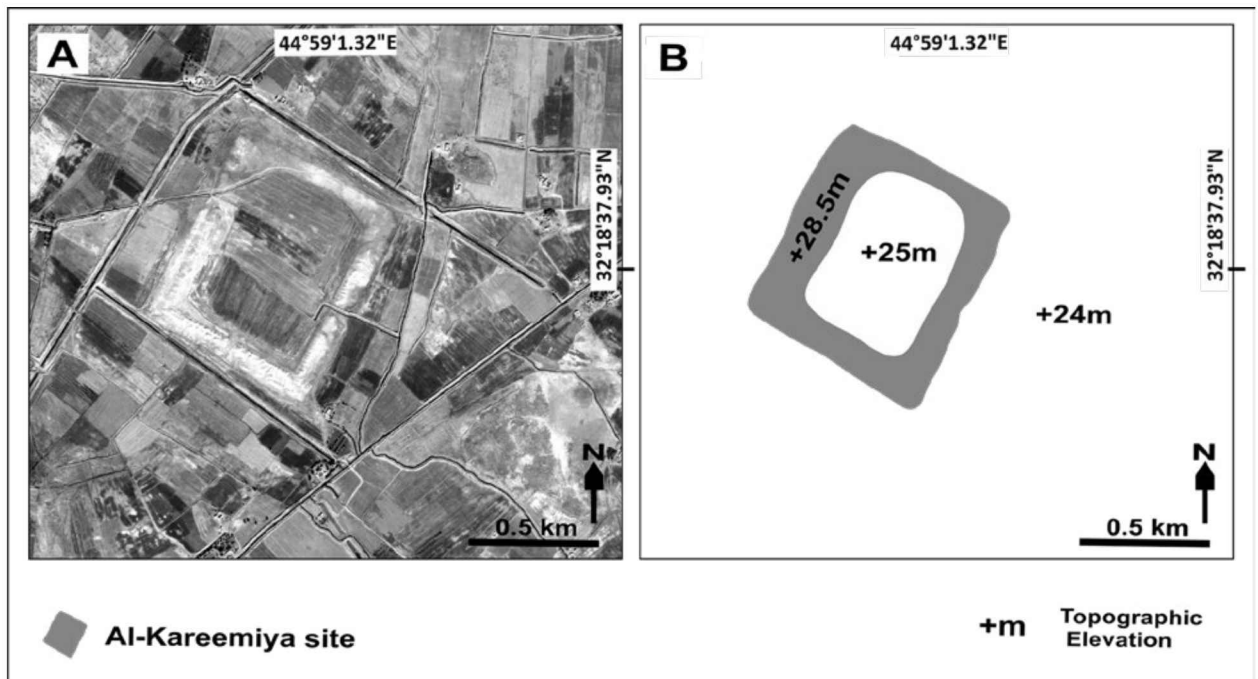 A
44°59'1.32"E
32°18'37.93"N
N
0.5 km
B
44°59'1.32"E
32°18'37.93"N
+28.5m
+25m
+24m
N
0.5 km
Al-Kareemiya site
+m
Topographic
Elevation